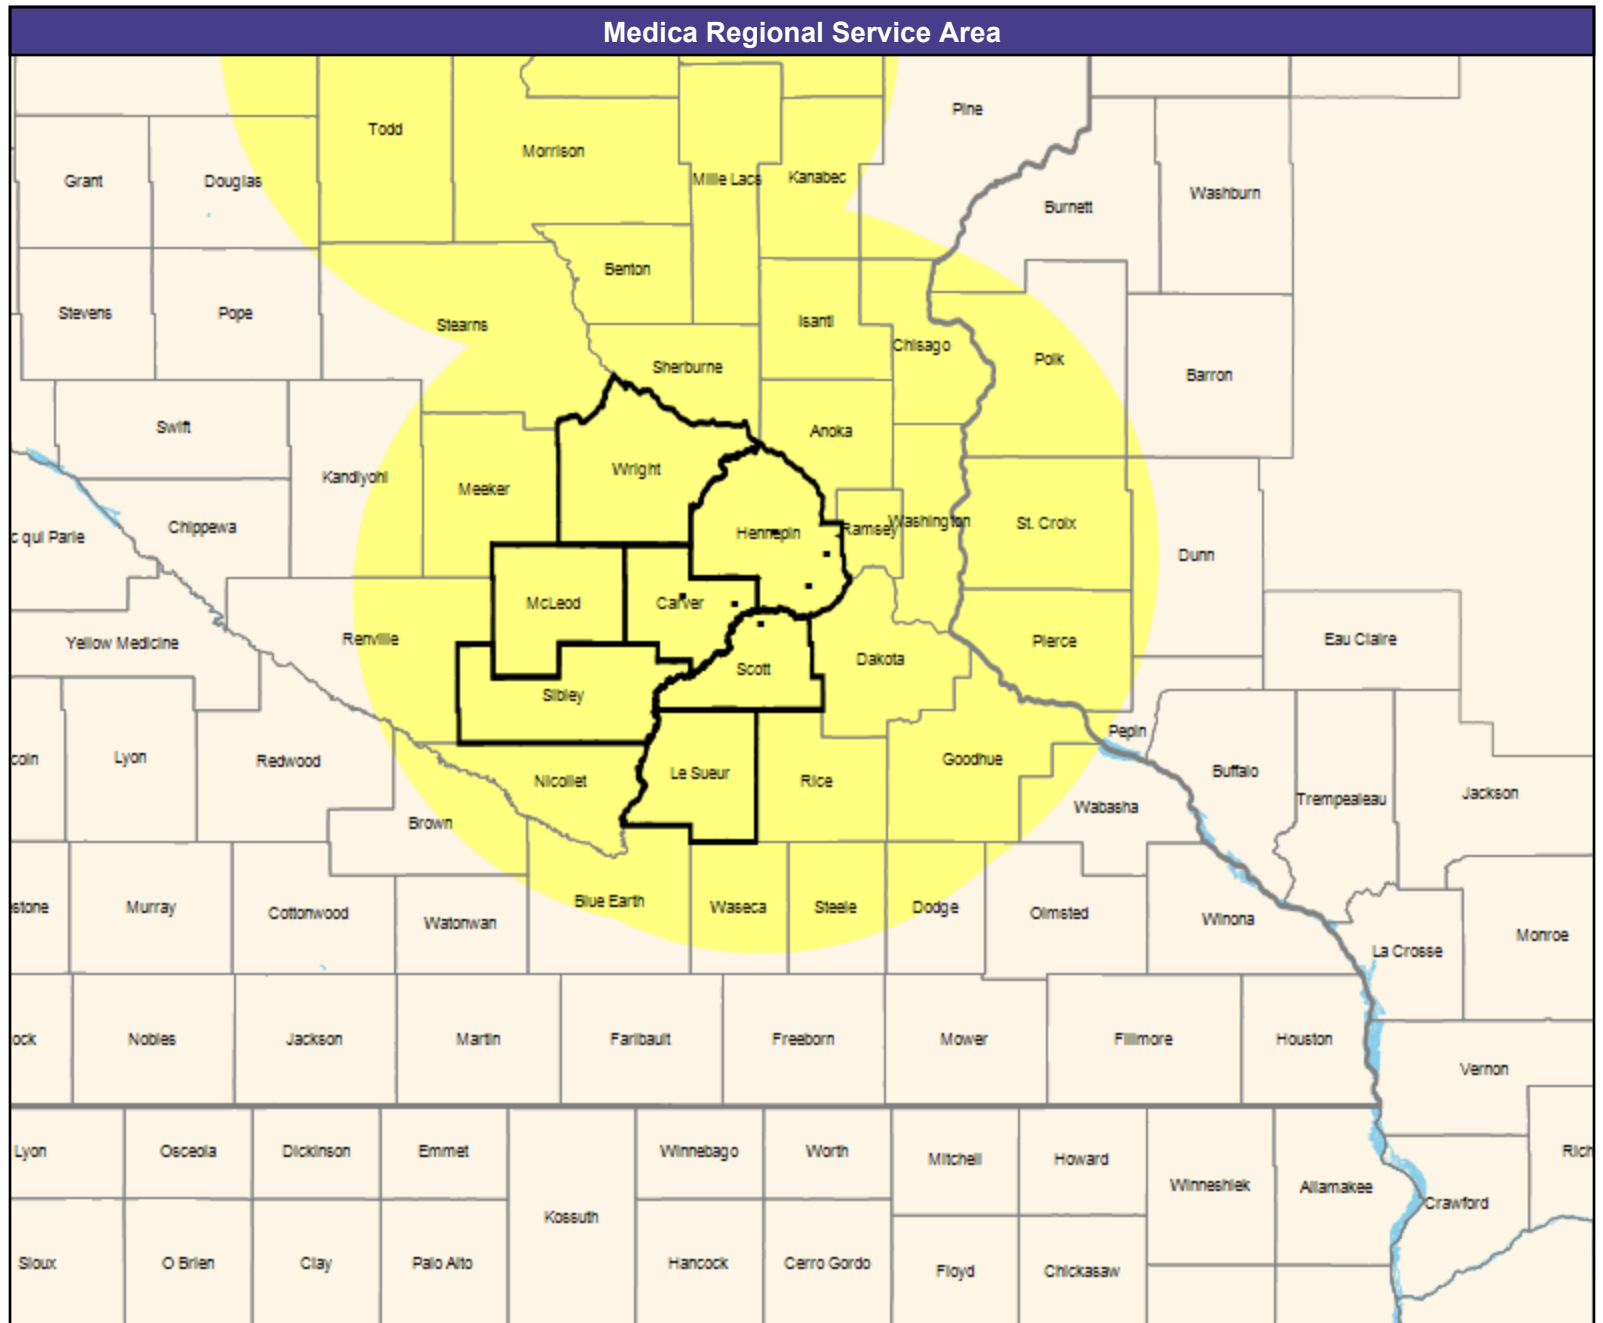 Medica Regional Service Area
Pine
Todd
Morrison
Grant
Douglas
Mille Lacs
Kanabec
Burnett
Washburn
Benton
Stevens
Pope
Stearns
Isanti
Chisago
Polk
Barron
Sherburne
Swift
Anoka
Kandiyohi
Wright
Meeker
Chippewa
c qui Parle
Hennepin
Ramsey
Washington
St. Croix
Dunn
McLeod
Carver
Yellow Medicine
Renville
Scott
Dakota
Pierce
Eau Claire
Sibley
Pepin
coln
Lyon
Redwood
Nicollet
Le Sueur
Rice
Goodhue
Buffalo
Trempealeau
Jackson
Wabasha
Brown
stone
Murray
Cottonwood
Watonwan
Blue Earth
Waseca
Steele
Dodge
Olmsted
Winona
Monroe
La Crosse
ock
Nobles
Jackson
Martin
Faribault
Freeborn
Mower
Fillmore
Houston
Vernon
Lyon
Osceola
Dickinson
Emmet
Winnebago
Worth
Mitchell
Howard
Rich
Winneshiek
Allamakee
Crawford
Kossuth
Sioux
O Brien
Clay
Palo Alto
Hancock
Cerro Gordo
Floyd
Chickasaw